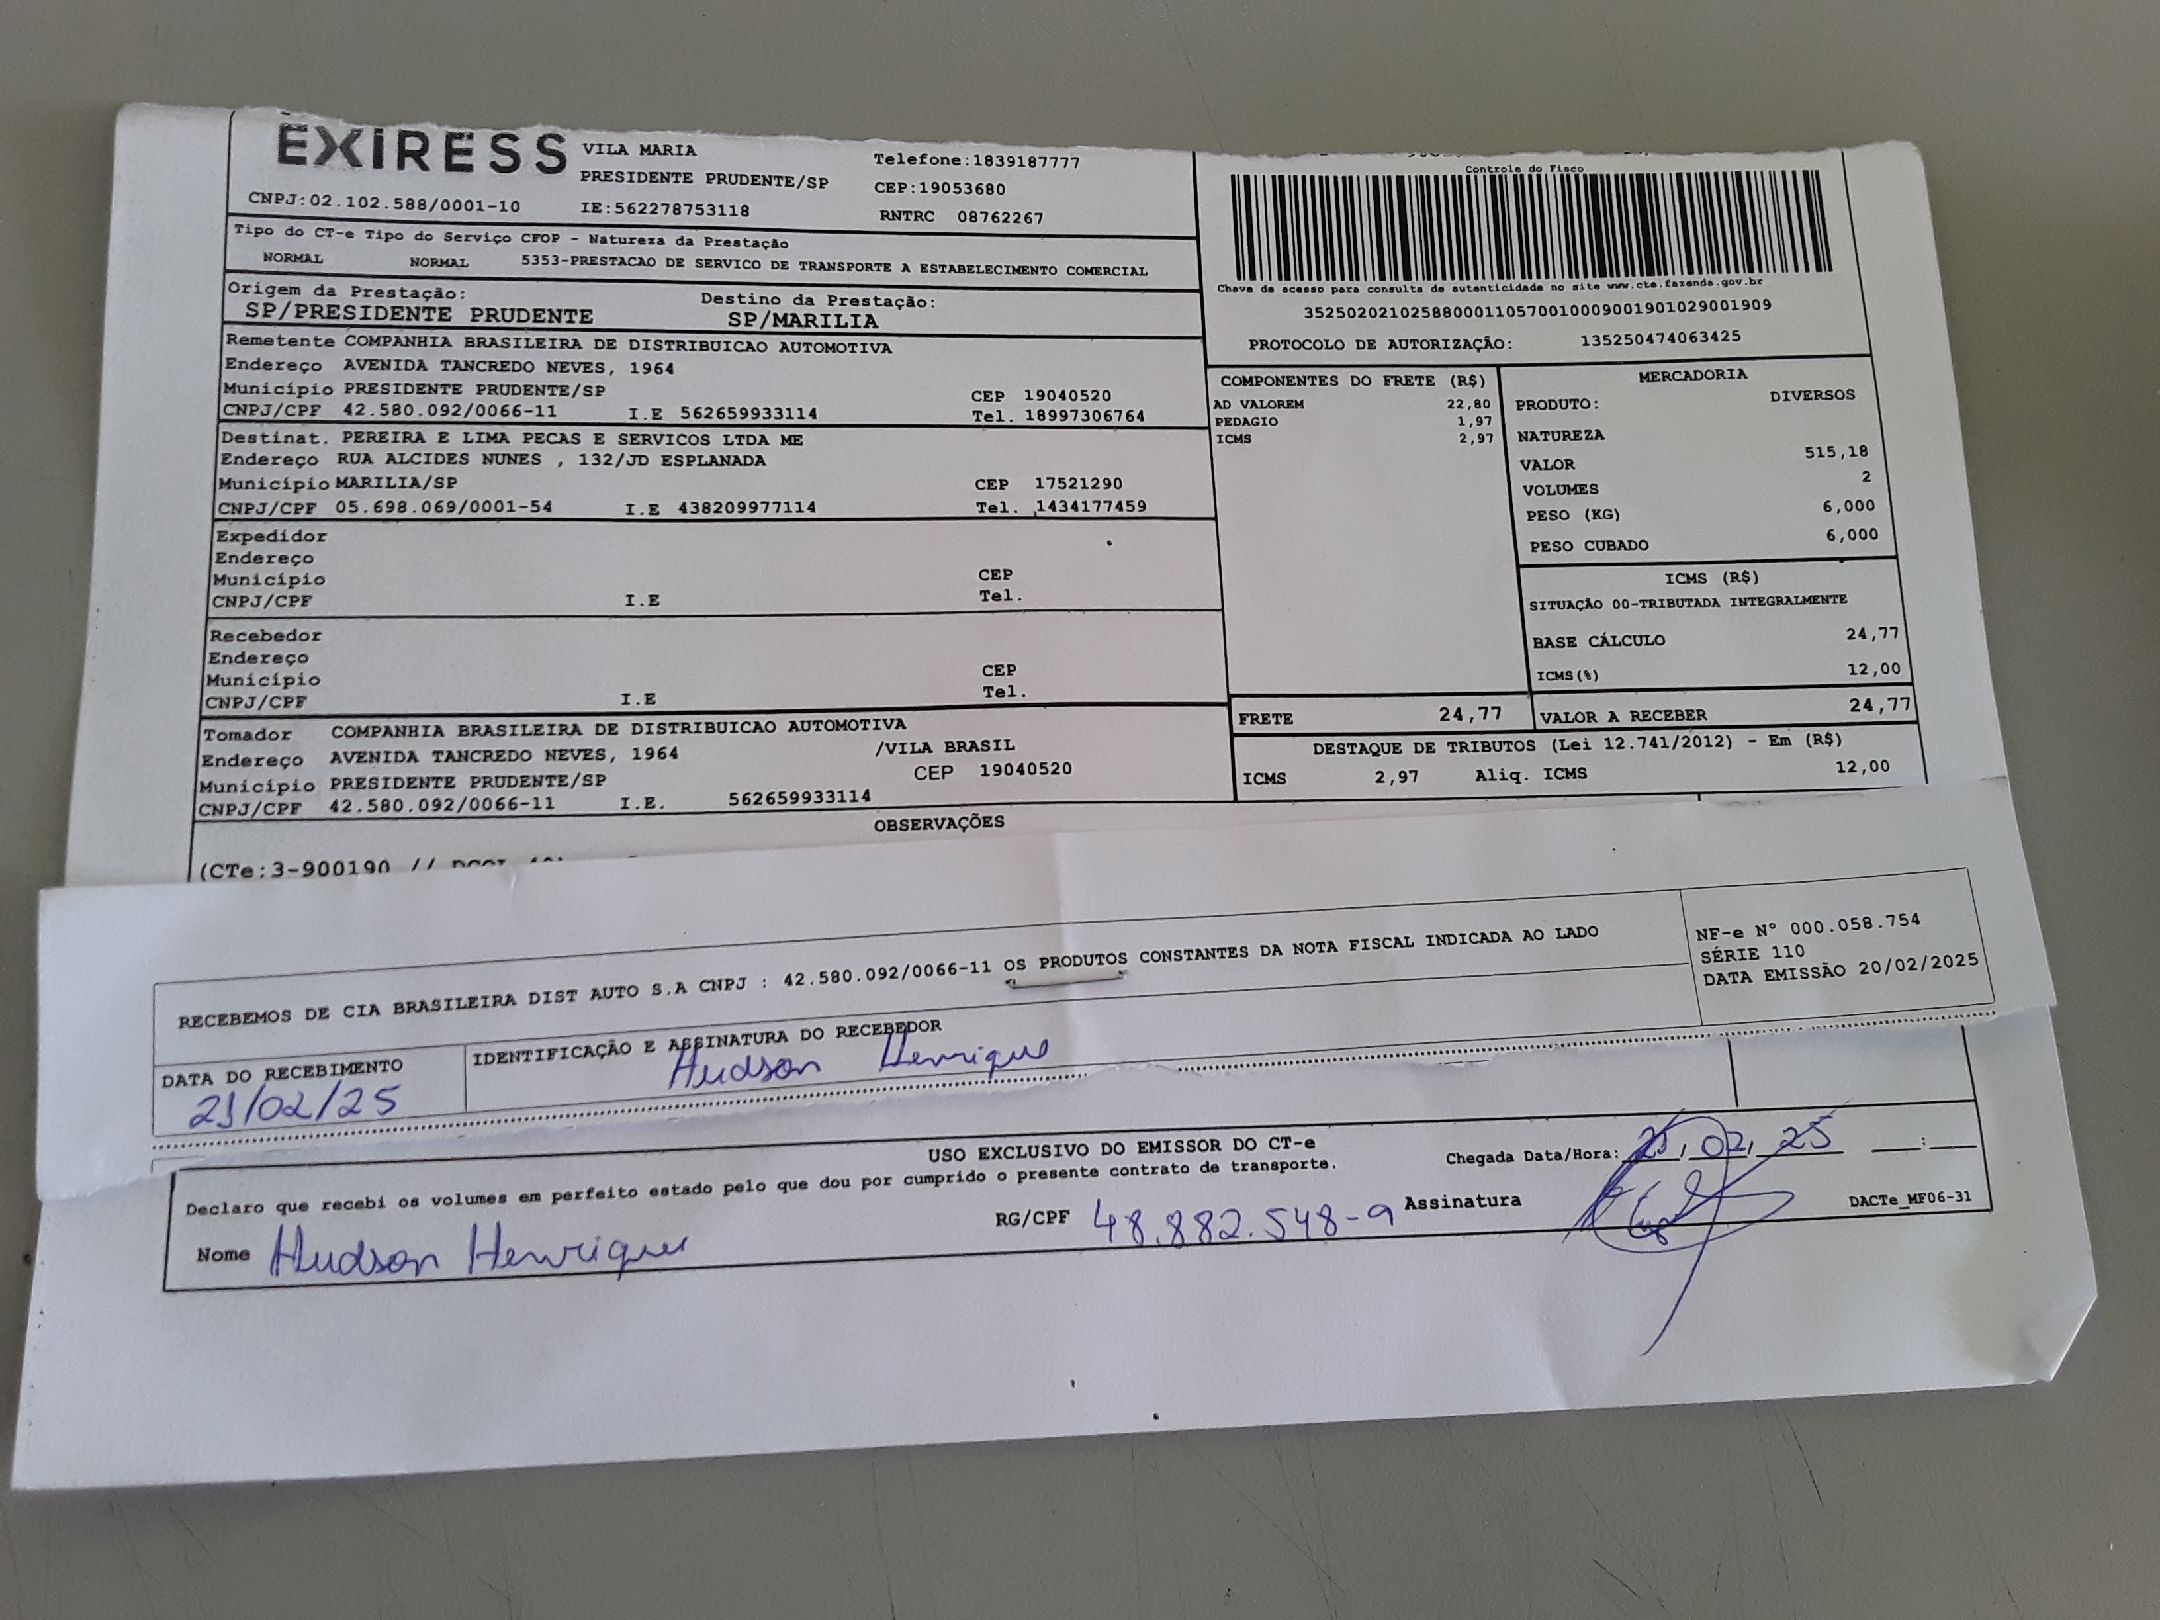 EXIRESS
VILA MARIA
PRESIDENTE PRUDENTE/SP
Telefone:1839187777
CEP:19053680
CNPJ:02.102.588/0001-10 IE:562278753118 RNTRC 08762267
Tipo do CT-e Tipo do Serviço CFOP - Natureza da Prestação
NORMAL NORMAL 5353-PRESTACAO DE SERVICO DE TRANSPORTE A ESTABELECIMENTO COMERCIAL
Origem da Prestação: Destino da Prestação:
SP/PRESIDENTE PRUDENTE SP/MARILIA
Controle do Fisco
Chave de acesso para consulta de autenticidade no site www.cte.fazenda.gov.br
35250202102588000110570010009001901029001909
PROTOCOLO DE AUTORIZAÇÃO: 135250474063425
Remetente COMPANHIA BRASILEIRA DE DISTRIBUICAO AUTOMOTIVA
Endereço AVENIDA TANCREDO NEVES, 1964
Município PRESIDENTE PRUDENTE/SP CEP 19040520
CNPJ/CPF 42.580.092/0066-11 I.E 562659933114 Tel. 18997306764
Destinat. PEREIRA E LIMA PECAS E SERVICOS LTDA ME
Endereço RUA ALCIDES NUNES , 132/JD ESPLANADA
Município MARILIA/SP CEP 17521290
CNPJ/CPF 05.698.069/0001-54 I.E 438209977114 Tel. 1434177459
Expedidor
Endereço
Município CEP
CNPJ/CPF I.E Tel.
Recebedor
Endereço
Município CEP
CNPJ/CPF I.E Tel.
Tomador COMPANHIA BRASILEIRA DE DISTRIBUICAO AUTOMOTIVA
Endereço AVENIDA TANCREDO NEVES, 1964 /VILA BRASIL
Município PRESIDENTE PRUDENTE/SP CEP 19040520
CNPJ/CPF 42.580.092/0066-11 I.E. 562659933114
COMPONENTES DO FRETE (R$)
AD VALOREM 22,80
PEDAGIO 1,97
ICMS 2,97
MERCADORIA
PRODUTO: DIVERSOS
NATUREZA
VALOR 515,18
VOLUMES 2
PESO (KG) 6,000
PESO CUBADO 6,000
ICMS (R$)
SITUAÇÃO 00-TRIBUTADA INTEGRALMENTE
BASE CÁLCULO 24,77
ICMS(%) 12,00
FRETE 24,77 VALOR A RECEBER 24,77
DESTAQUE DE TRIBUTOS (Lei 12.741/2012) - Em (R$)
ICMS 2,97 Aliq. ICMS 12,00
OBSERVAÇÕES
(CTe:3-900190 //
RECEBEMOS DE CIA BRASILEIRA DIST AUTO S.A CNPJ : 42.580.092/0066-11 OS PRODUTOS CONSTANTES DA NOTA FISCAL INDICADA AO LADO
NF-e Nº 000.058.754
SÉRIE 110
DATA EMISSÃO 20/02/2025
DATA DO RECEBIMENTO
21/02/25
IDENTIFICAÇÃO E ASSINATURA DO RECEBEDOR
Hudson Henrique
USO EXCLUSIVO DO EMISSOR DO CT-e
Declaro que recebi os volumes em perfeito estado pelo que dou por cumprido o presente contrato de transporte.
Chegada Data/Hora: 21/02/25 __:__
Nome Hudson Henrique RG/CPF 48.882.548-9 Assinatura
DACTe_MF06-31